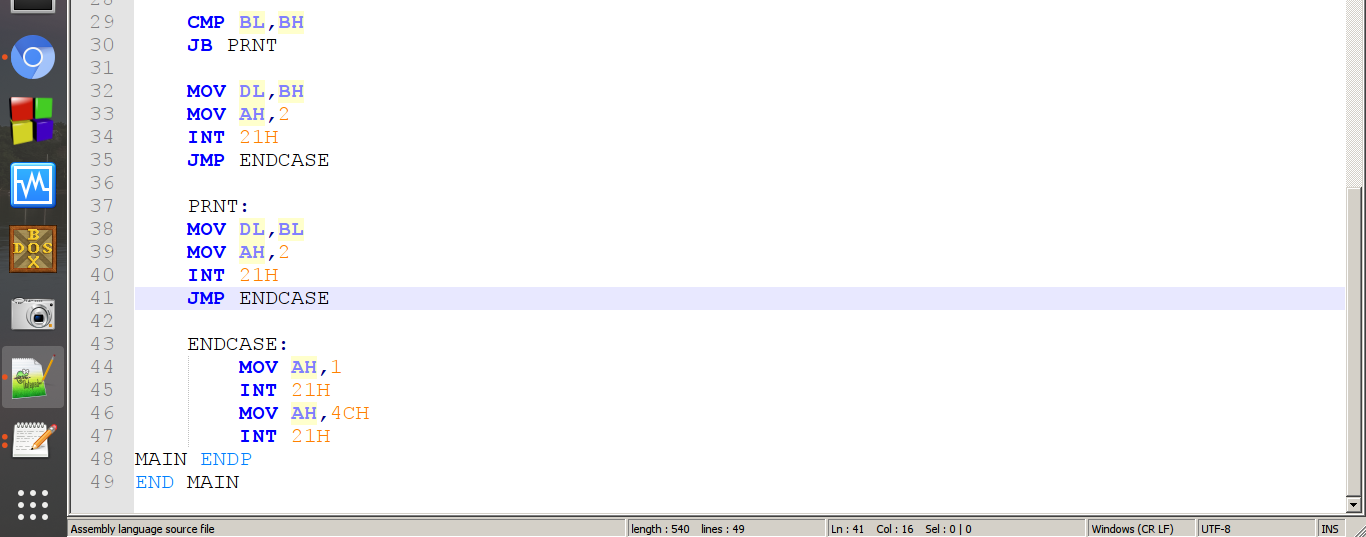 28
29 CMP BL,BH
30 JB PRNT
31
32 MOV DL,BH
33 MOV AH,2
34 INT 21H
35 JMP ENDCASE
36
37 PRNT:
38 MOV DL,BL
39 MOV AH,2
40 INT 21H
41 JMP ENDCASE
42
43 ENDCASE:
44 MOV AH,1
45 INT 21H
46 MOV AH,4CH
47 INT 21H
48 MAIN ENDP
49 END MAIN
DOS
BOX
Assembly language source file length : 540 lines : 49 Ln : 41 Col : 16 Sel : 0 | 0 Windows (CR LF) UTF-8 INS